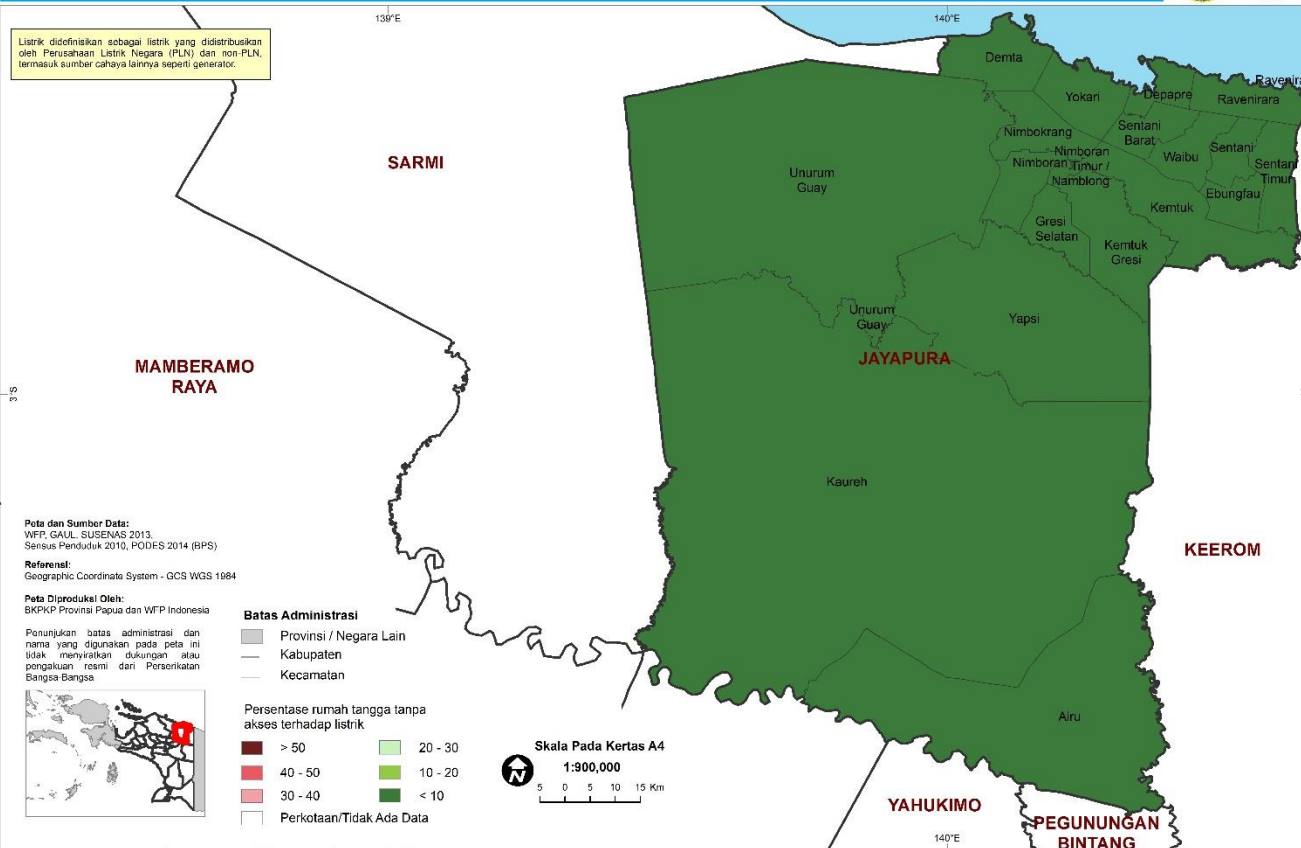 139°E
140°E
Listrik didefinisikan sebagai listrik yang didistribusikan
oleh Perusahaan Listrik Negara (PLN) dan non-PLN,
termasuk sumber cahaya lainnya seperti generator.
Demta
Yokari
Depapre
Ravenirara
Ravenirara
SARMI
Unurum
Guay
Nimbokrang
Sentani
Barat
Nimboran
Nimboran
Timur /
Namblong
Waibu
Sentani
Sentani
Timur
Ebungfau
Kemtuk
Gresi
Selatan
Kemtuk
Gresi
Unurum
Guay
Yapsi
JAYAPURA
MAMBERAMO
RAYA
3°S
Kaureh
KEEROM
Airu
YAHUKIMO
PEGUNUNGAN
BINTANG
140°E
Peta dan Sumber Data:
WFP, GAUL. SUSENAS 2013.
Sensus Penduduk 2010, PODES 2014 (BPS)
Referensi:
Geographic Coordinate System - GCS WGS 1984
Peta Diproduksi Oleh:
BKPKP Provinsi Papua dan WFP Indonesia
Penunjukan batas administrasi dan
nama yang digunakan pada peta ini
tidak menyiratkan dukungan atau
pengakuan resmi dari Perserikatan
Bangsa-Bangsa
Batas Administrasi
Provinsi / Negara Lain
Kabupaten
Kecamatan
Persentase rumah tangga tanpa
akses terhadap listrik
> 50
40 - 50
30 - 40
20 - 30
10 - 20
< 10
Perkotaan/Tidak Ada Data
N
Skala Pada Kertas A4
1:900,000
5 0 5 10 15 Km